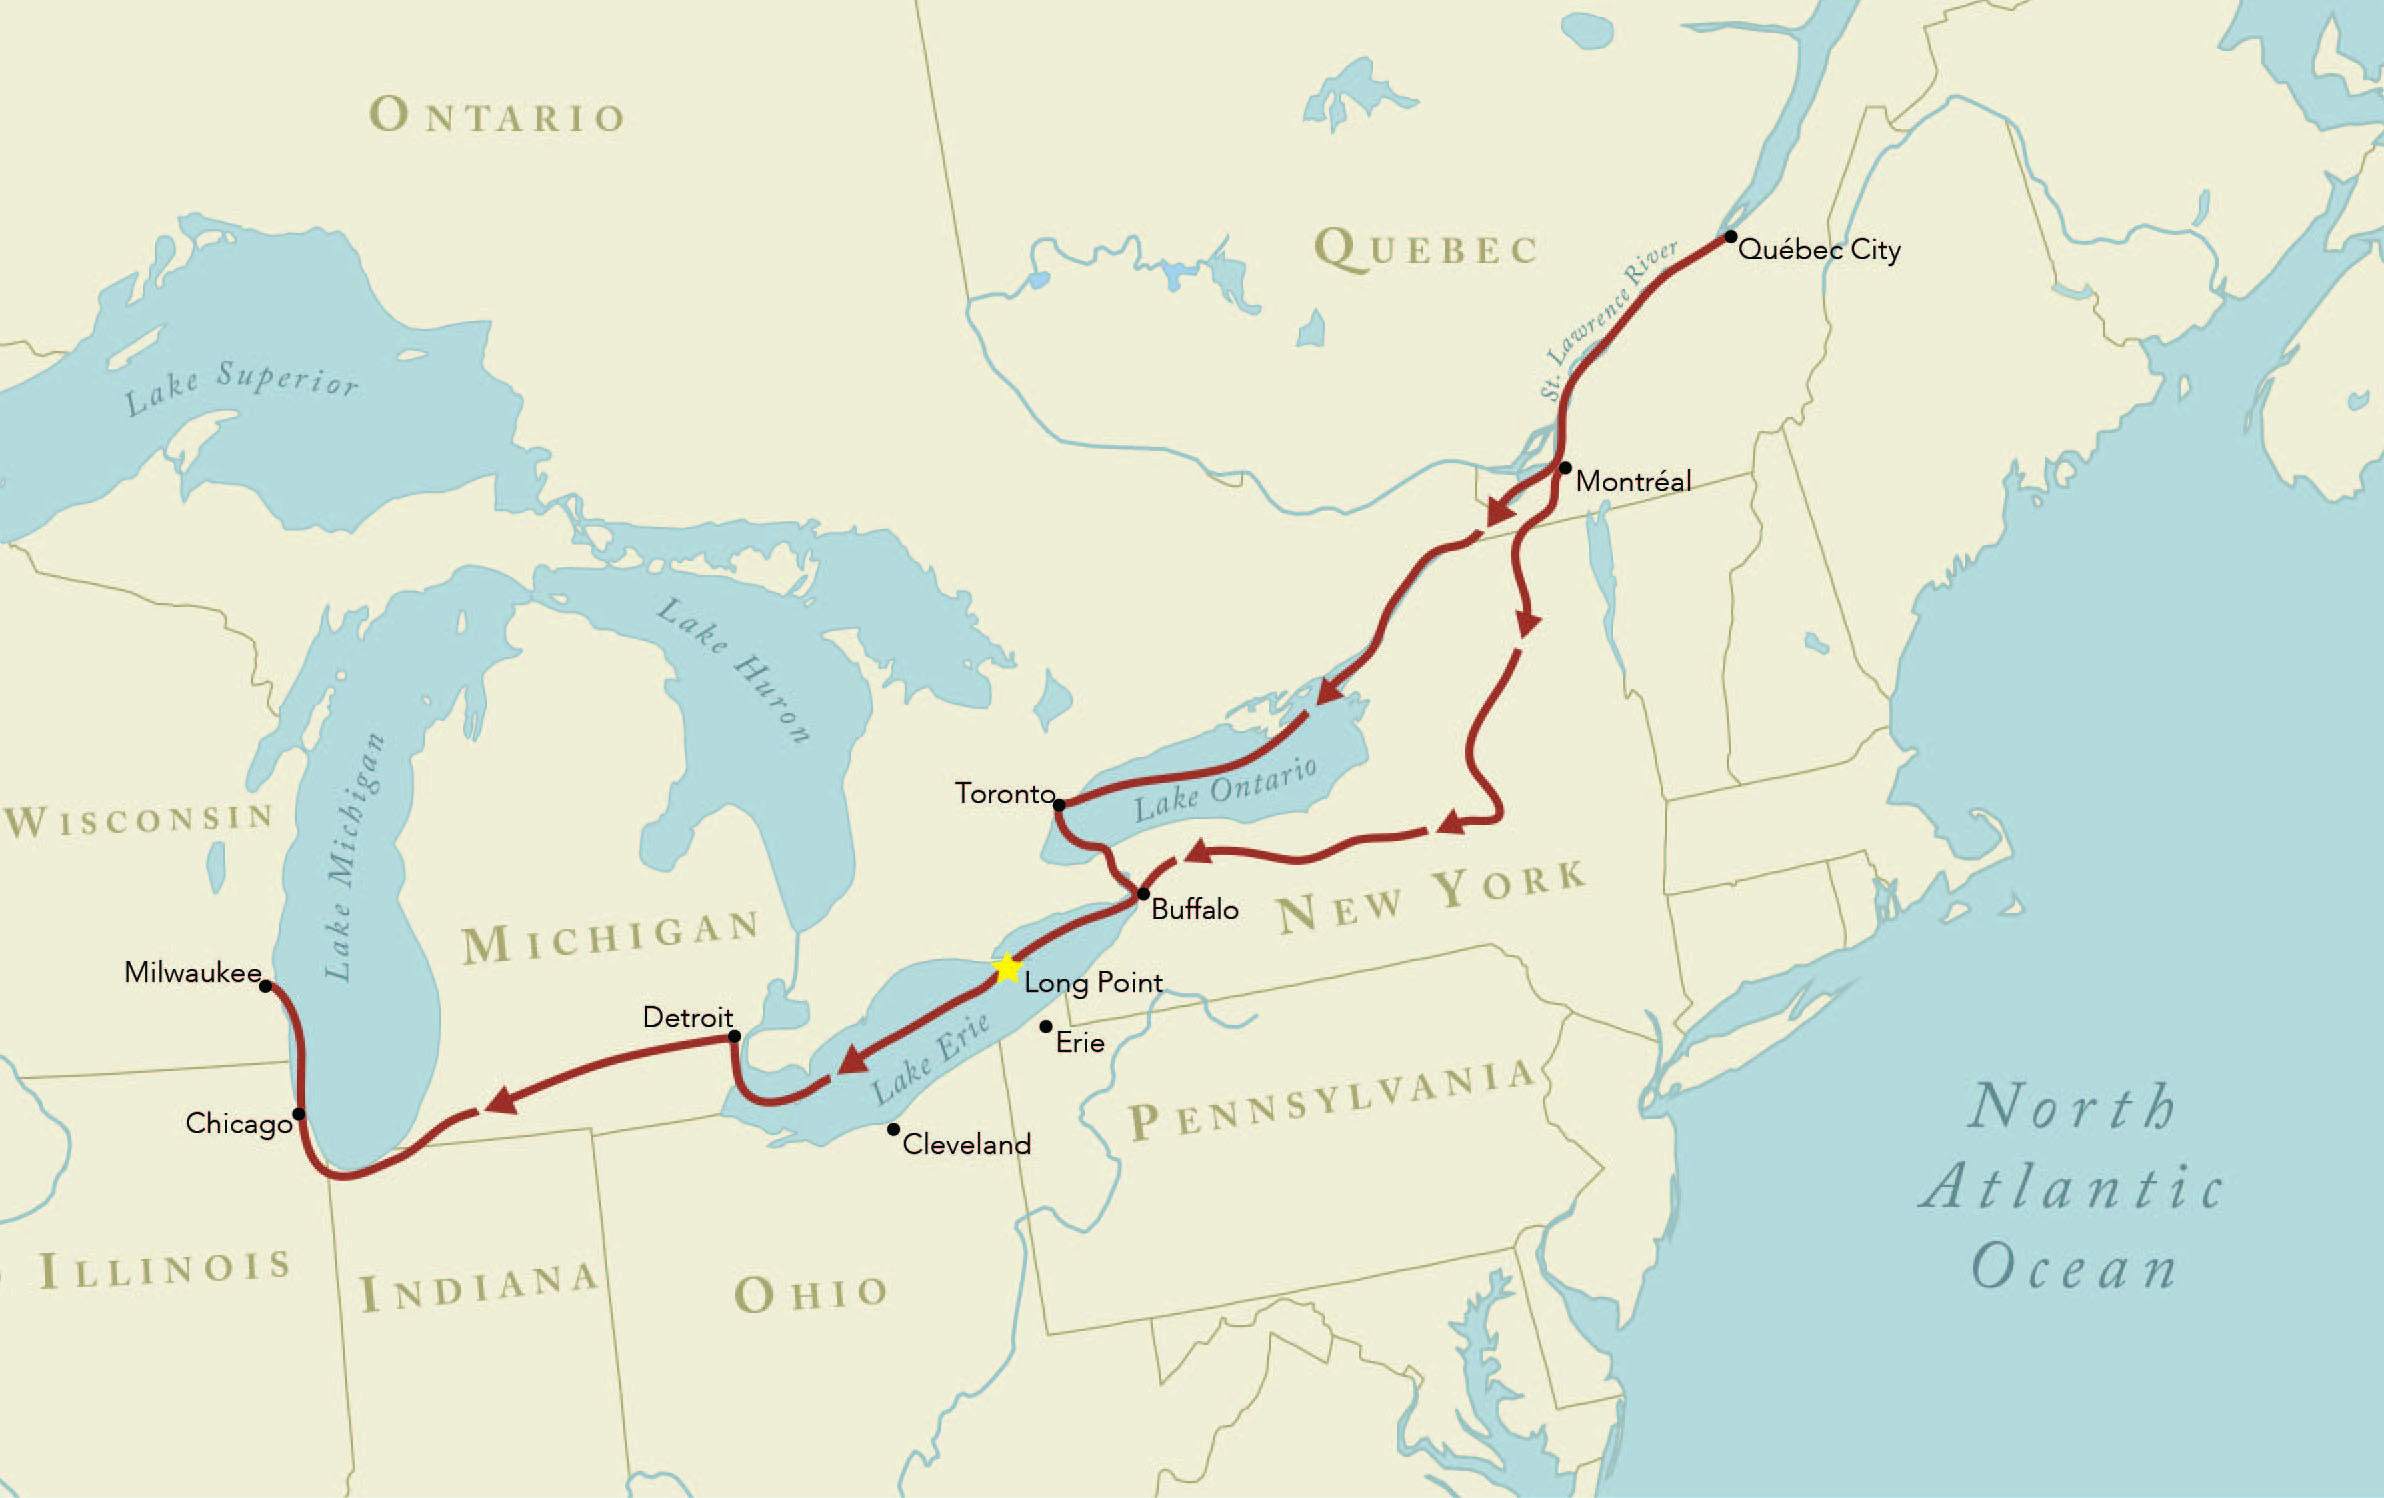 ONTARIO
QUEBEC
Québec City
St. Lawrence River
Lake Superior
Montréal
Lake Huron
Lake Michigan
Toronto
Lake Ontario
WISCONSIN
MICHIGAN
NEW YORK
Buffalo
Milwaukee
Long Point
Detroit
Erie
Lake Erie
Chicago
Cleveland
PENNSYLVANIA
North
Atlantic
Ocean
ILLINOIS
INDIANA
OHIO